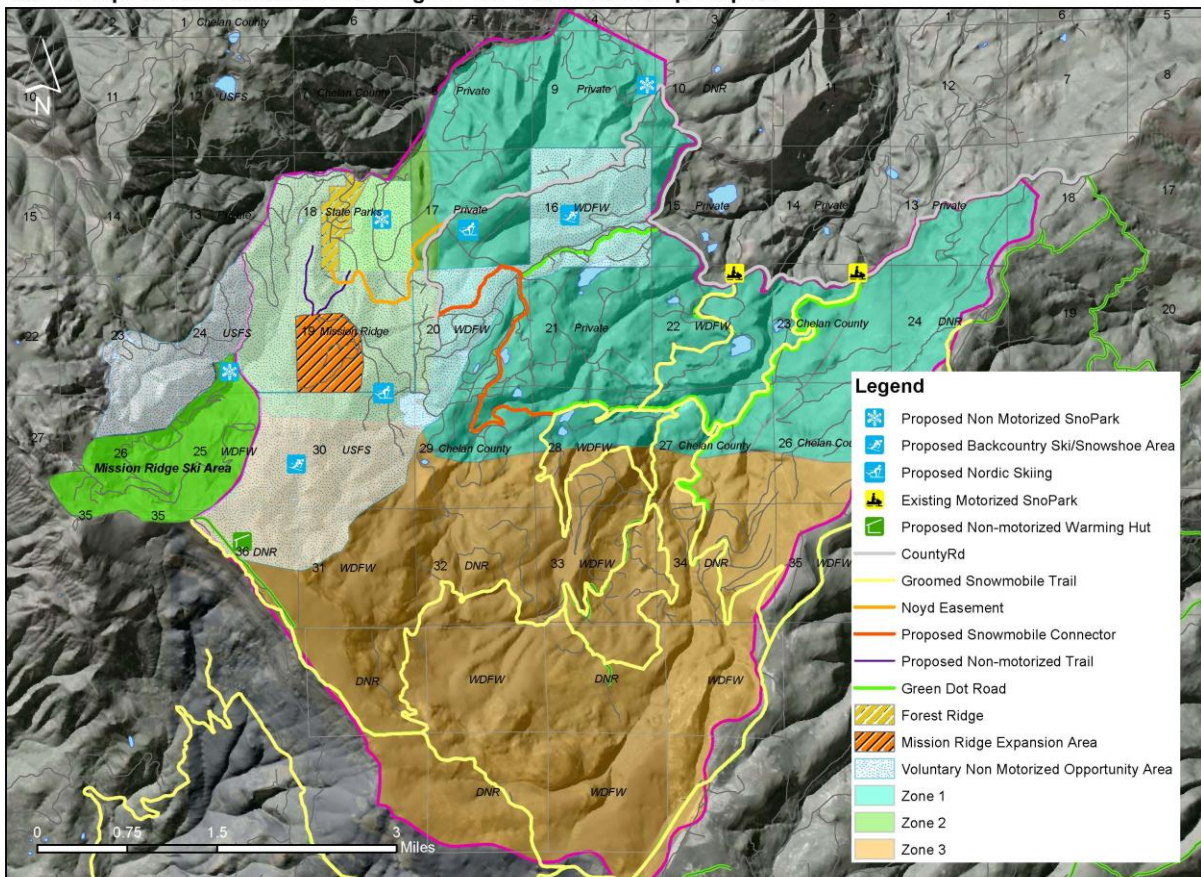 1
Chelan County
6
5
4
3
2
1
6
5
10
11
12
USFS
7
Chelan County
8
Private
9
Private
10
DNR
11
12
7
8
N
15
14
13
Private
18
State Parks
17
Private
16
WDFW
15
Private
14
Private
13
Private
18
17
22
23
24
USFS
19
Mission Ridge
20
WDFW
21
Private
22
WDFW
23
Chelan County
24
DNR
19
20
27
26
25
WDFW
Mission Ridge Ski Area
30
USFS
29
Chelan County
28
WDFW
27
Chelan County
26
35
35
36
DNR
31
WDFW
32
DNR
33
WDFW
34
DNR
35
WDFW
DNR
WDFW
DNR
WDFW
DNR
WDFW
0
0.75
1.5
3
Miles
Legend
Proposed Non Motorized SnoPark
Proposed Backcountry Ski/Snowshoe Area
Proposed Nordic Skiing
Existing Motorized SnoPark
Proposed Non-motorized Warming Hut
CountyRd
Groomed Snowmobile Trail
Noyd Easement
Proposed Snowmobile Connector
Proposed Non-motorized Trail
Green Dot Road
Forest Ridge
Mission Ridge Expansion Area
Voluntary Non Motorized Opportunity Area
Zone 1
Zone 2
Zone 3